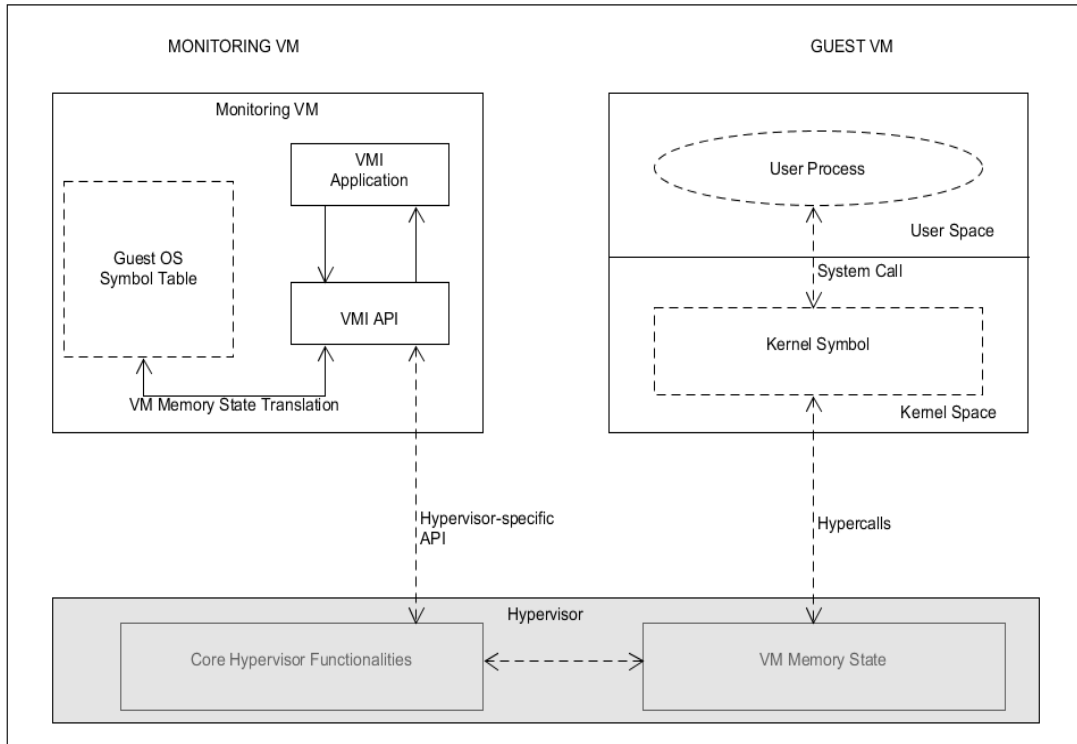 MONITORING VM
GUEST VM
Monitoring VM
VMI
Application
Guest OS
Symbol Table
VMI API
VM Memory State Translation
User Process
User Space
System Call
Kernel Symbol
Kernel Space
Hypervisor-specific
API
Hypercalls
Hypervisor
Core Hypervisor Functionalities
VM Memory State